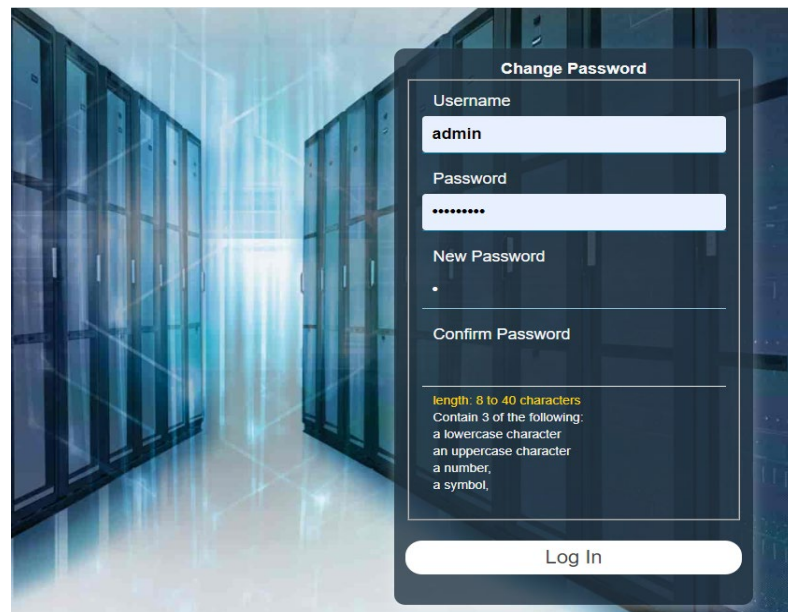 Change Password
Username
admin
Password
•••••••••
New Password
•
Confirm Password
length: 8 to 40 characters
Contain 3 of the following:
a lowercase character
an uppercase character
a number,
a symbol,
Log In